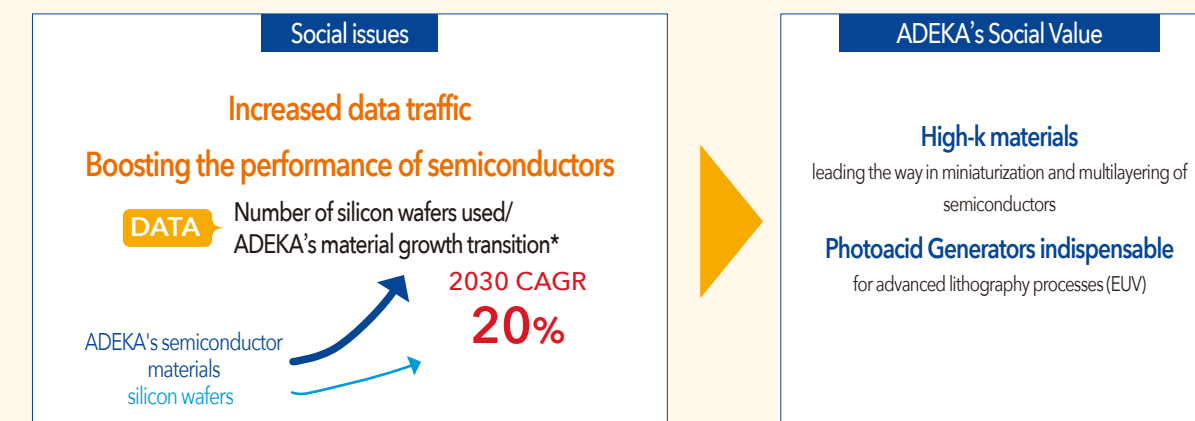 Social issues
Increased data traffic
Boosting the performance of semiconductors
DATA
Number of silicon wafers used/
ADEKA's material growth transition*
2030 CAGR
20%
ADEKA's semiconductor
materials
silicon wafers
ADEKA's Social Value
High-k materials
leading the way in miniaturization and multilayering of
semiconductors
Photoacid Generators indispensable
for advanced lithography processes (EUV)